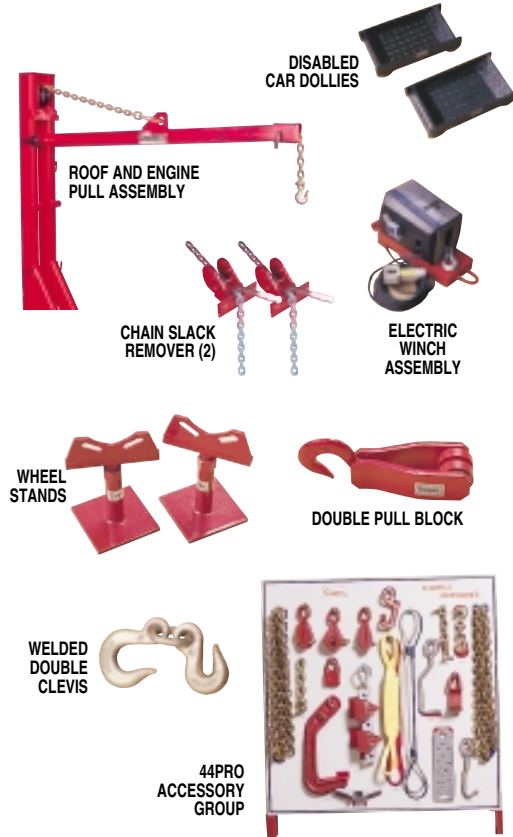 DISABLED
CAR DOLLIES
ROOF AND ENGINE
PULL ASSEMBLY
CHAIN SLACK
REMOVER (2)
ELECTRIC
WINCH
ASSEMBLY
WHEEL
STANDS
DOUBLE PULL BLOCK
WELDED
DOUBLE
CLEVIS
44PRO
ACCESSORY
GROUP